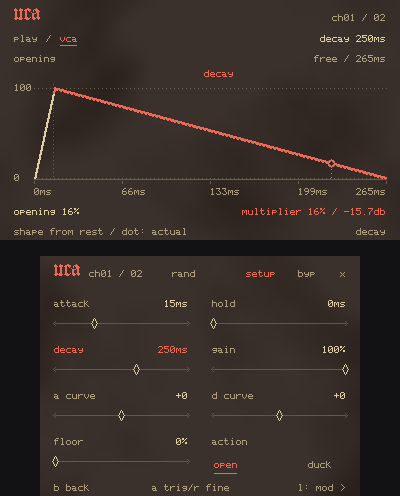 vca
ch01 / 02
play / vca
decay 250ms
opening
free / 265ms
decay
100
0
0ms 66ms 133ms 199ms 265ms
opening 16%
multiplier 16% / -15.7db
shape from rest / dot: actual
decay
vca ch01 / 02 rand setup byp x
attack 15ms
hold 0ms
decay 250ms
gain 100%
a curve +0
d curve +0
floor 0%
action
open duck
b back a trig/r fine l: mod >